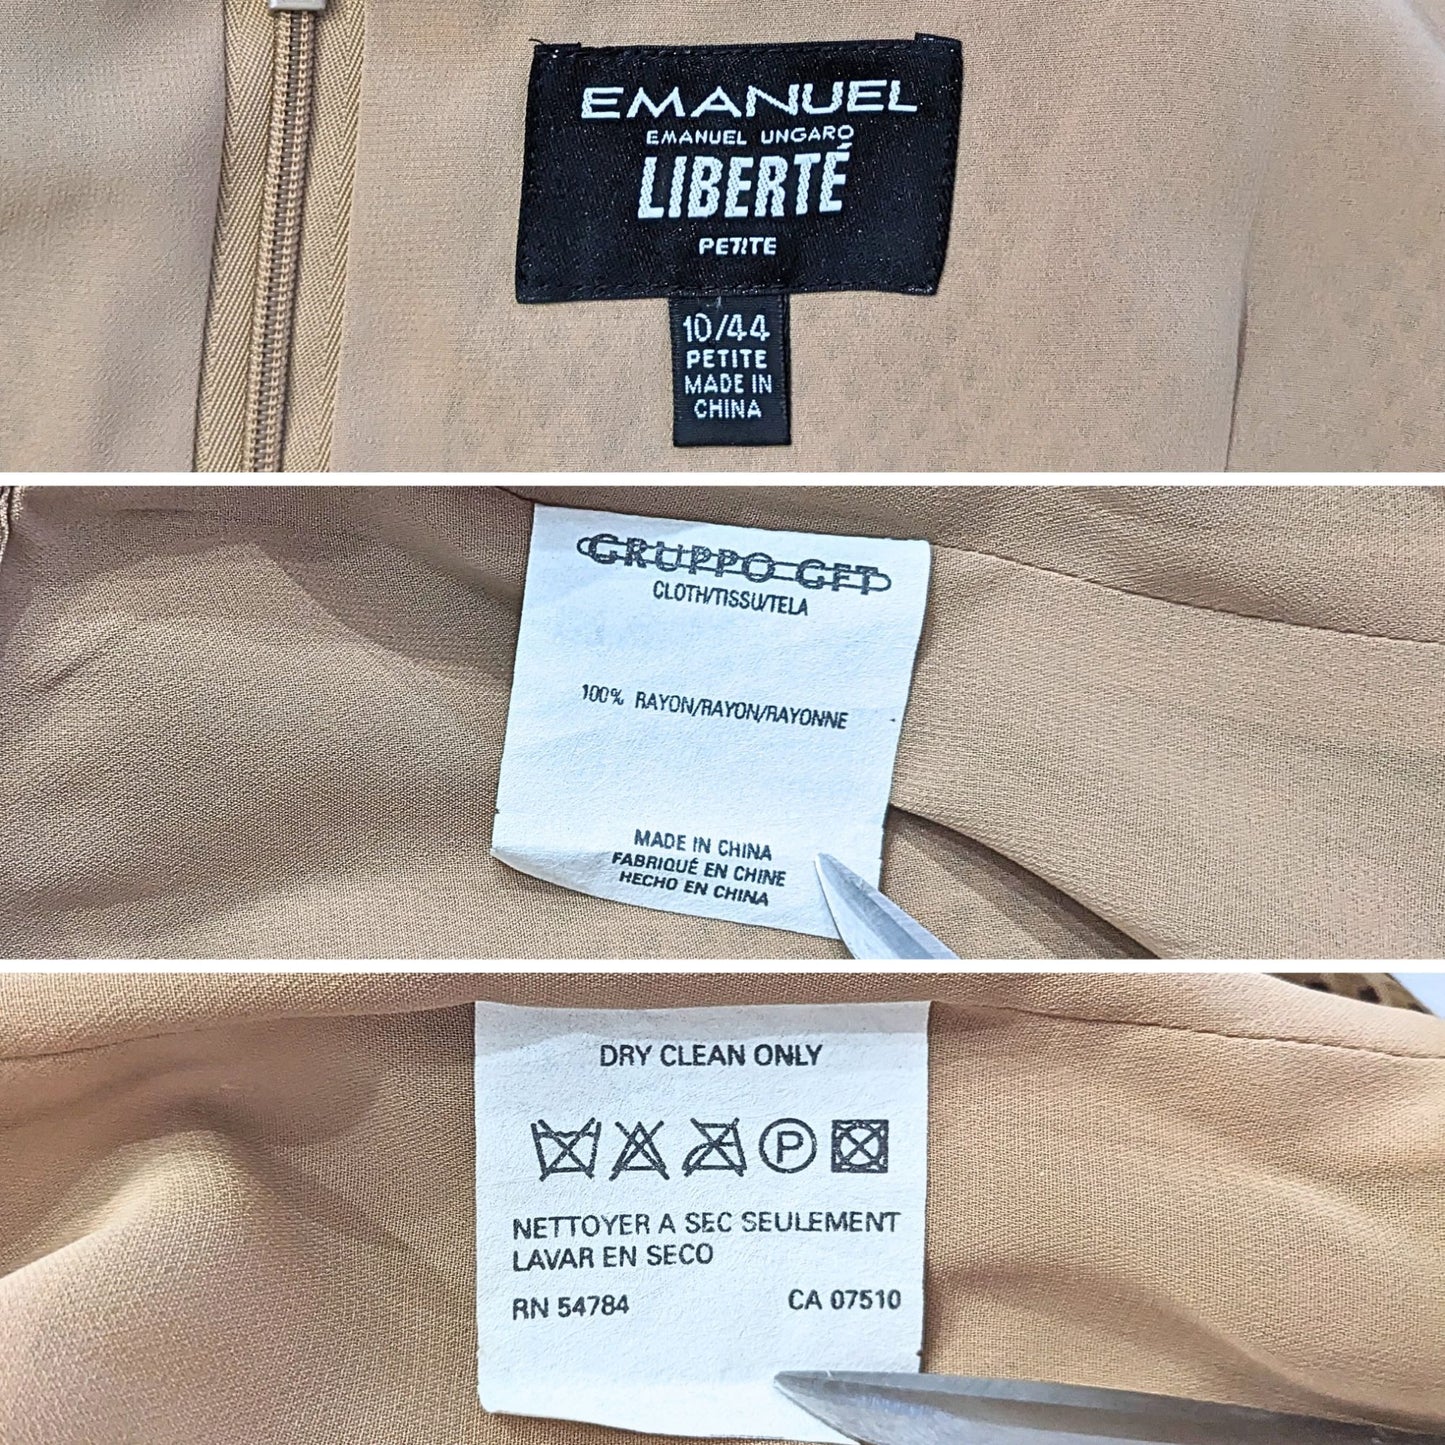 EMANUEL
EMANUEL UNGARO
LIBERTÉ
PETITE
10/44
PETITE
MADE IN
CHINA
GRUPPO GFT
CLOTH/TISSU/TELA
100% RAYON/RAYON/RAYONNE
MADE IN CHINA
FABRIQUÉ EN CHINE
HECHO EN CHINA
DRY CLEAN ONLY
P
NETTOYER A SEC SEULEMENT
LAVAR EN SECO
RN 54784 CA 07510